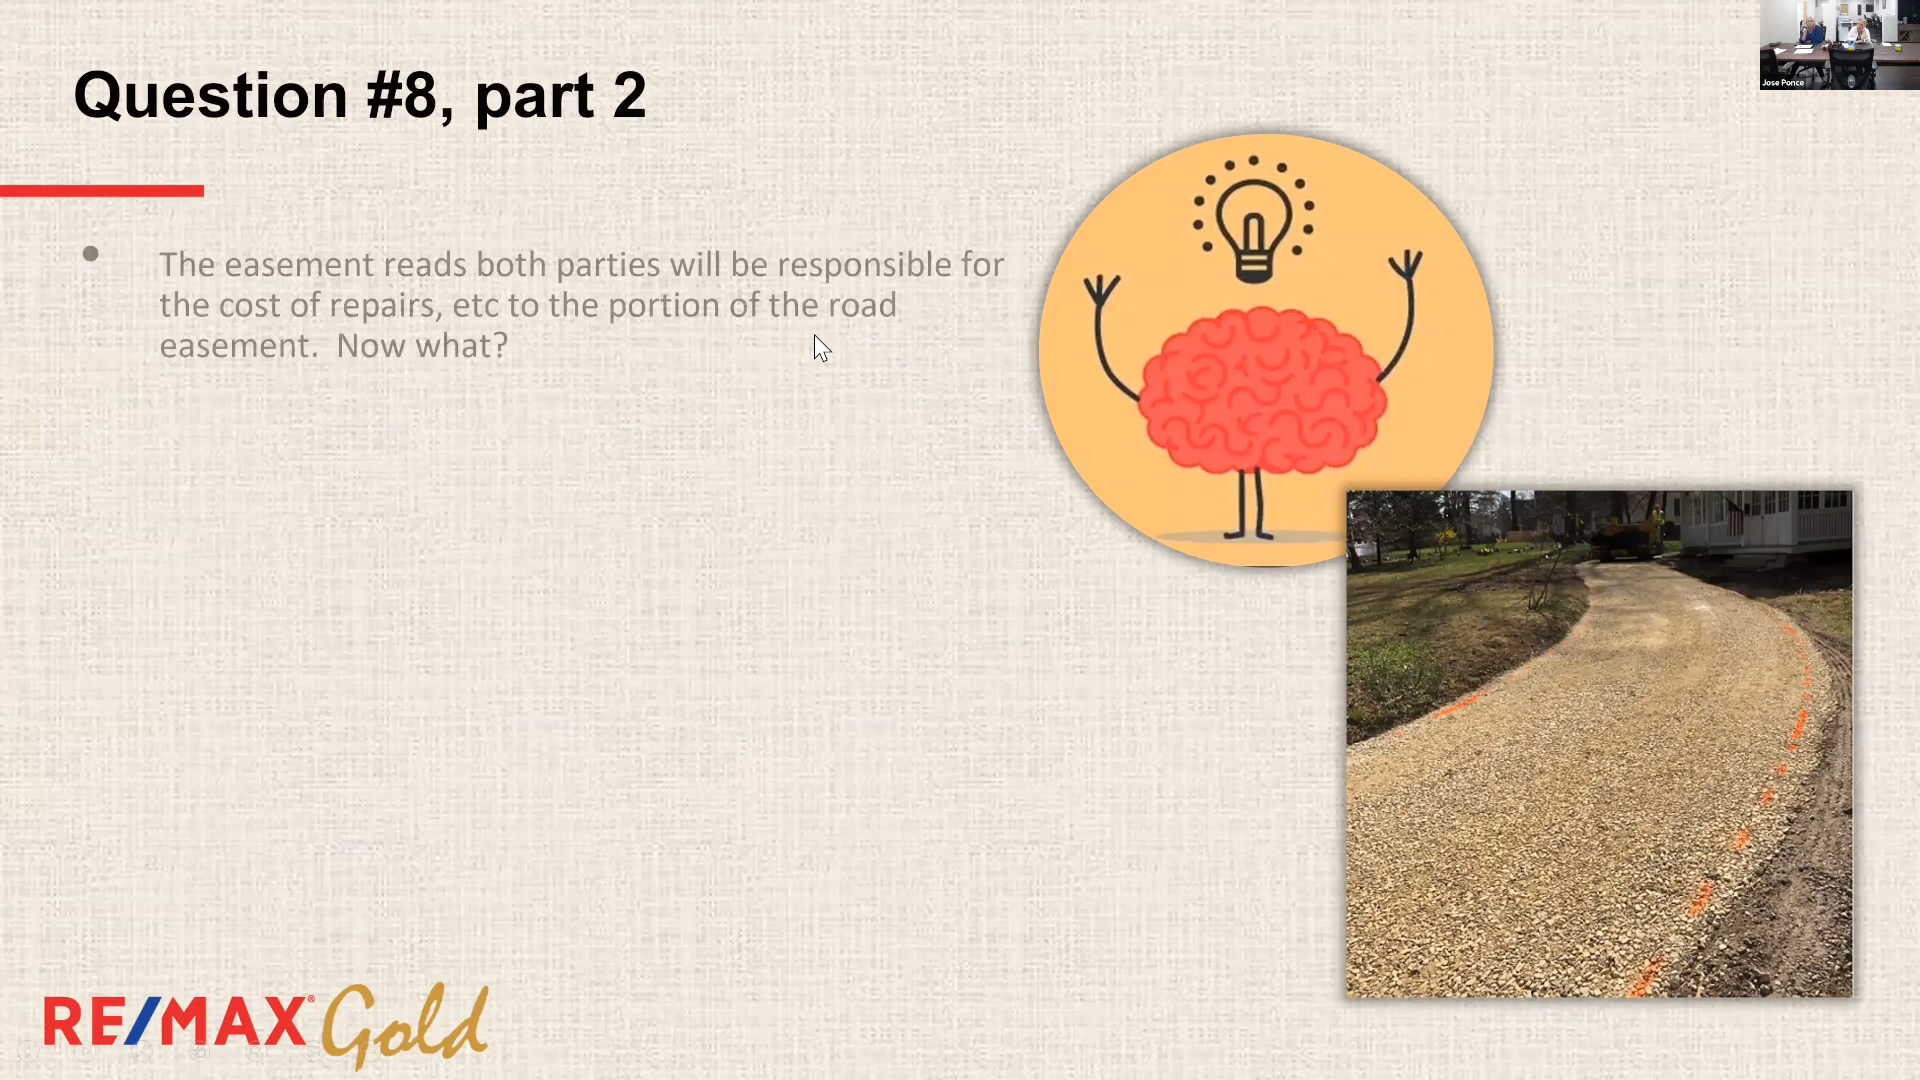 Jose Ponce
Question #8, part 2
The easement reads both parties will be responsible for
the cost of repairs, etc to the portion of the road
easement.  Now what?
RE/MAX® Gold